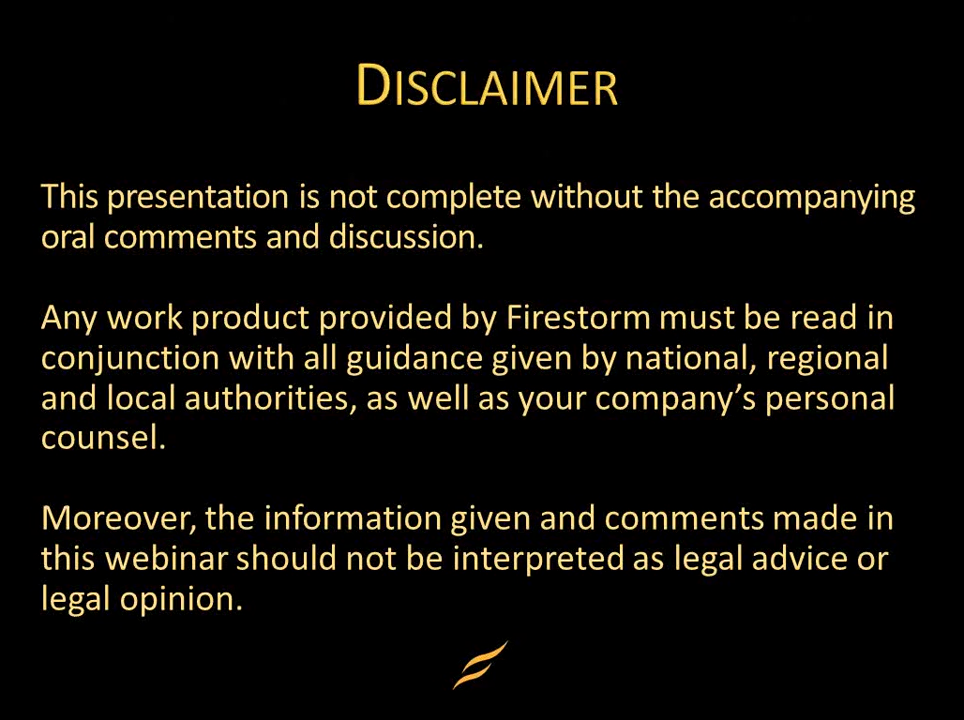 DISCLAIMER
This presentation is not complete without the accompanying
oral comments and discussion.
Any work product provided by Firestorm must be read in
conjunction with all guidance given by national, regional
and local authorities, as well as your company’s personal
counsel.
Moreover, the information given and comments made in
this webinar should not be interpreted as legal advice or
legal opinion.